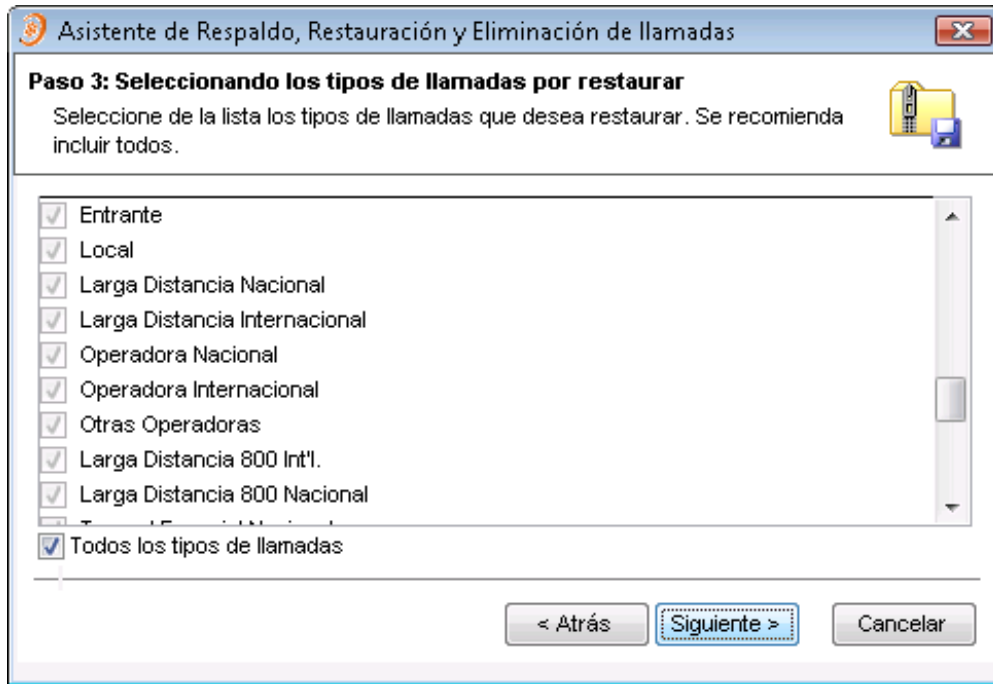 Asistente de Respaldo, Restauración y Eliminación de llamadas
Paso 3: Seleccionando los tipos de llamadas por restaurar
Seleccione de la lista los tipos de llamadas que desea restaurar. Se recomienda
incluir todos.
Entrante
Local
Larga Distancia Nacional
Larga Distancia Internacional
Operadora Nacional
Operadora Internacional
Otras Operadoras
Larga Distancia 800 Int'l.
Larga Distancia 800 Nacional
Todos los tipos de llamadas
< Atrás
Siguiente >
Cancelar